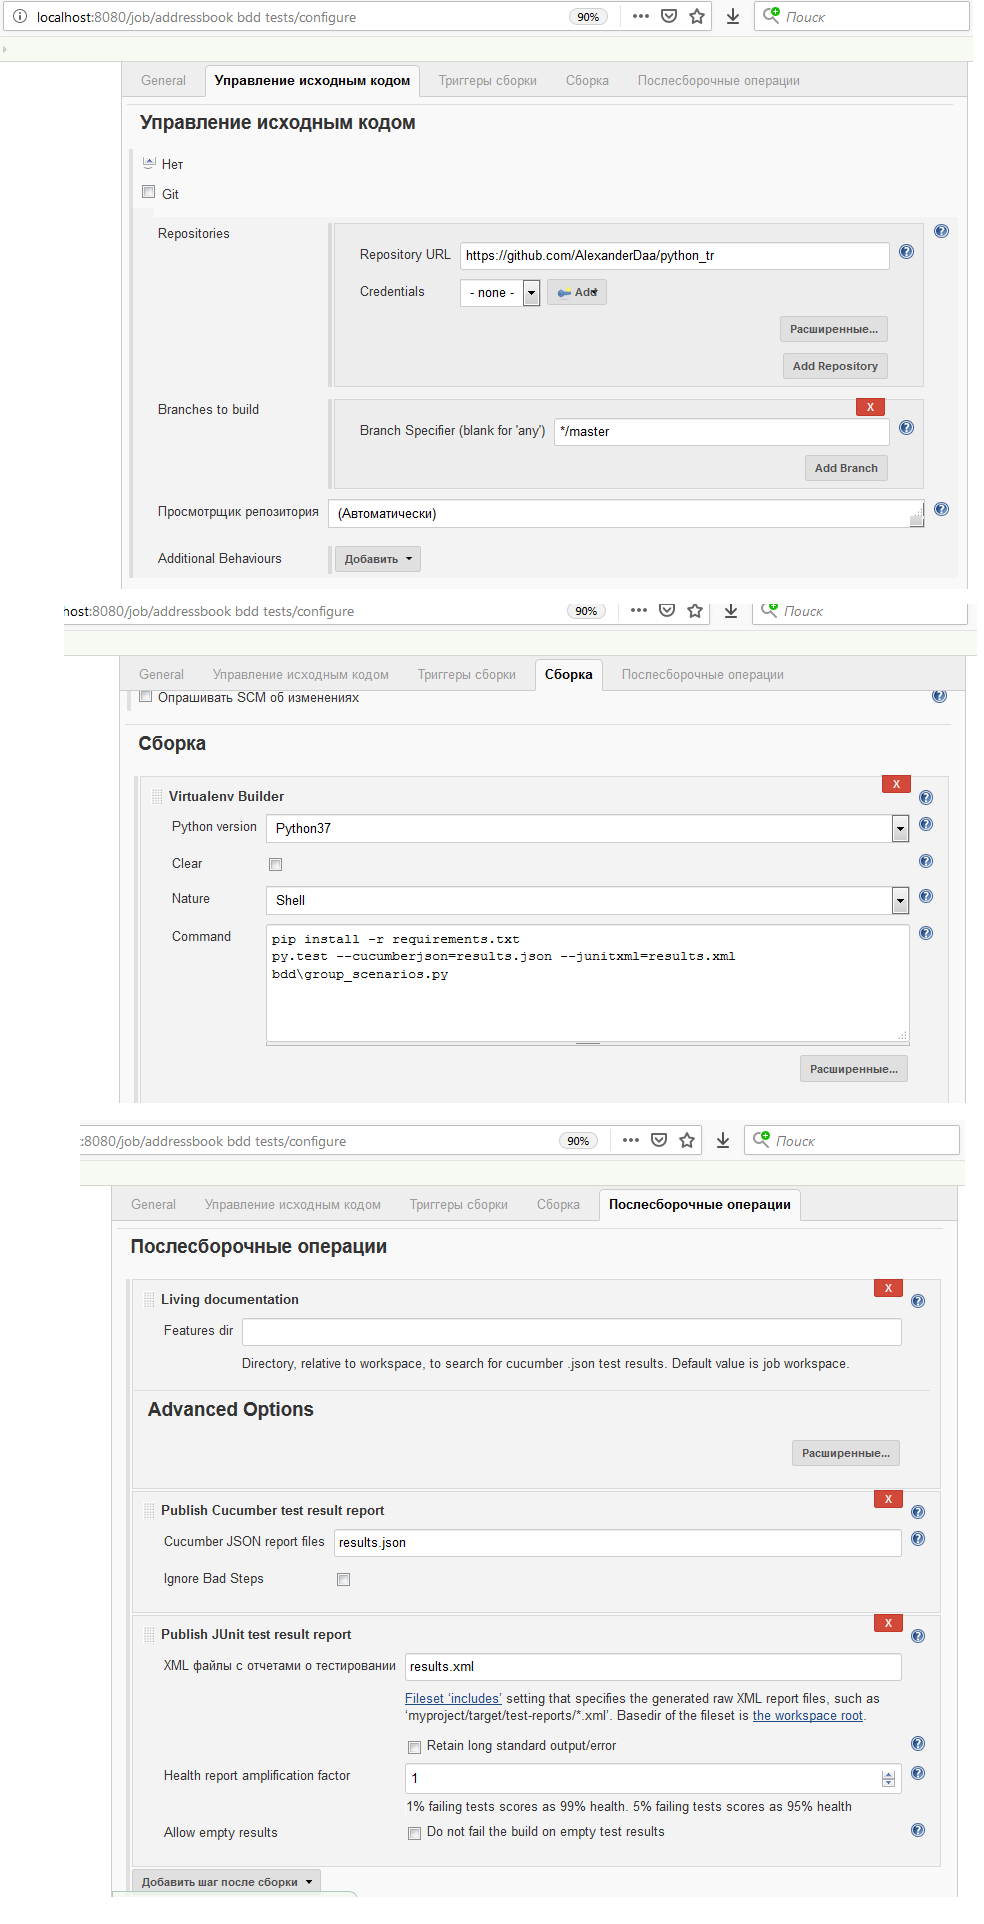 localhost:8080/job/addressbook bdd tests/configure
90%
Поиск
General
Управление исходным кодом
Триггеры сборки
Сборка
Послесборочные операции
Управление исходным кодом
Нет
Git
Repositories
Repository URL
https://github.com/AlexanderDaa/python_tr
Credentials
- none -
Add
Расширенные...
Add Repository
Branches to build
X
Branch Specifier (blank for 'any')
*/master
Add Branch
Просмотрщик репозитория
(Автоматически)
Additional Behaviours
Добавить
host:8080/job/addressbook bdd tests/configure
90%
Поиск
General
Управление исходным кодом
Триггеры сборки
Сборка
Послесборочные операции
Опрашивать SCM об изменениях
Сборка
X
Virtualenv Builder
Python version
Python37
Clear
Nature
Shell
Command
pip install -r requirements.txt
py.test --cucumberjson=results.json --junitxml=results.xml
bdd\group_scenarios.py
Расширенные...
:8080/job/addressbook bdd tests/configure
90%
Поиск
General
Управление исходным кодом
Триггеры сборки
Сборка
Послесборочные операции
Послесборочные операции
X
Living documentation
Features dir
Directory, relative to workspace, to search for cucumber .json test results. Default value is job workspace.
Advanced Options
Расширенные...
X
Publish Cucumber test result report
Cucumber JSON report files
results.json
Ignore Bad Steps
X
Publish JUnit test result report
XML файлы с отчетами о тестировании
results.xml
Fileset ‘includes’ setting that specifies the generated raw XML report files, such as
‘myproject/target/test-reports/*.xml’. Basedir of the fileset is the workspace root.
Retain long standard output/error
Health report amplification factor
1
1% failing tests scores as 99% health. 5% failing tests scores as 95% health
Allow empty results
Do not fail the build on empty test results
Добавить шаг после сборки